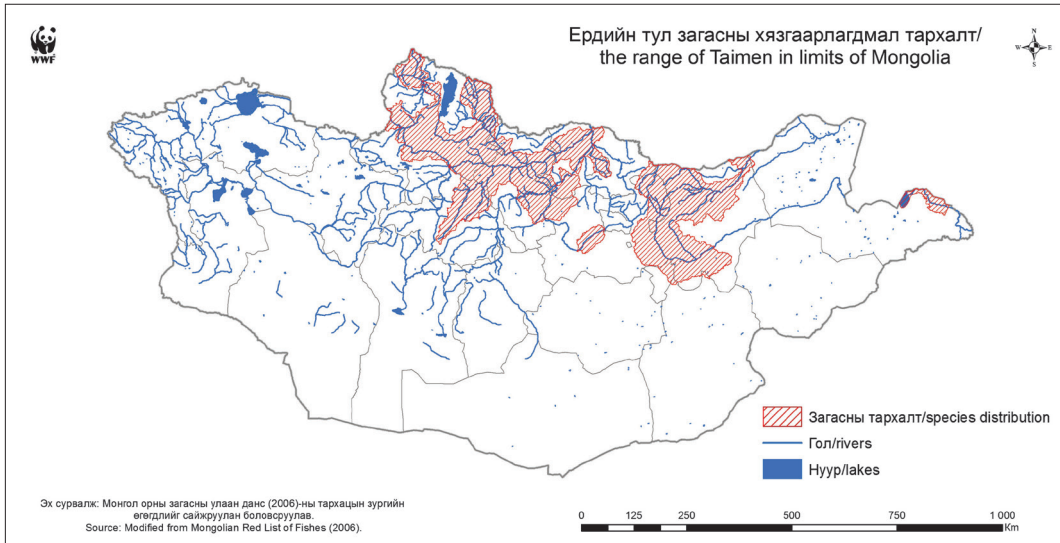 WWF
Ердийн тул загасны хязгаарлагдмал тархалт/
the range of Taimen in limits of Mongolia
N
W E
S
Загасны тархалт/species distribution
Гол/rivers
Нуур/lakes
Эх сурвалж: Монгол орны загасны улаан данс (2006)-ны тархацын зургийн
өгөгдлийг сайжруулан боловсруулав.
Source: Modified from Mongolian Red List of Fishes (2006).
0 125 250 500 750 1 000
Km